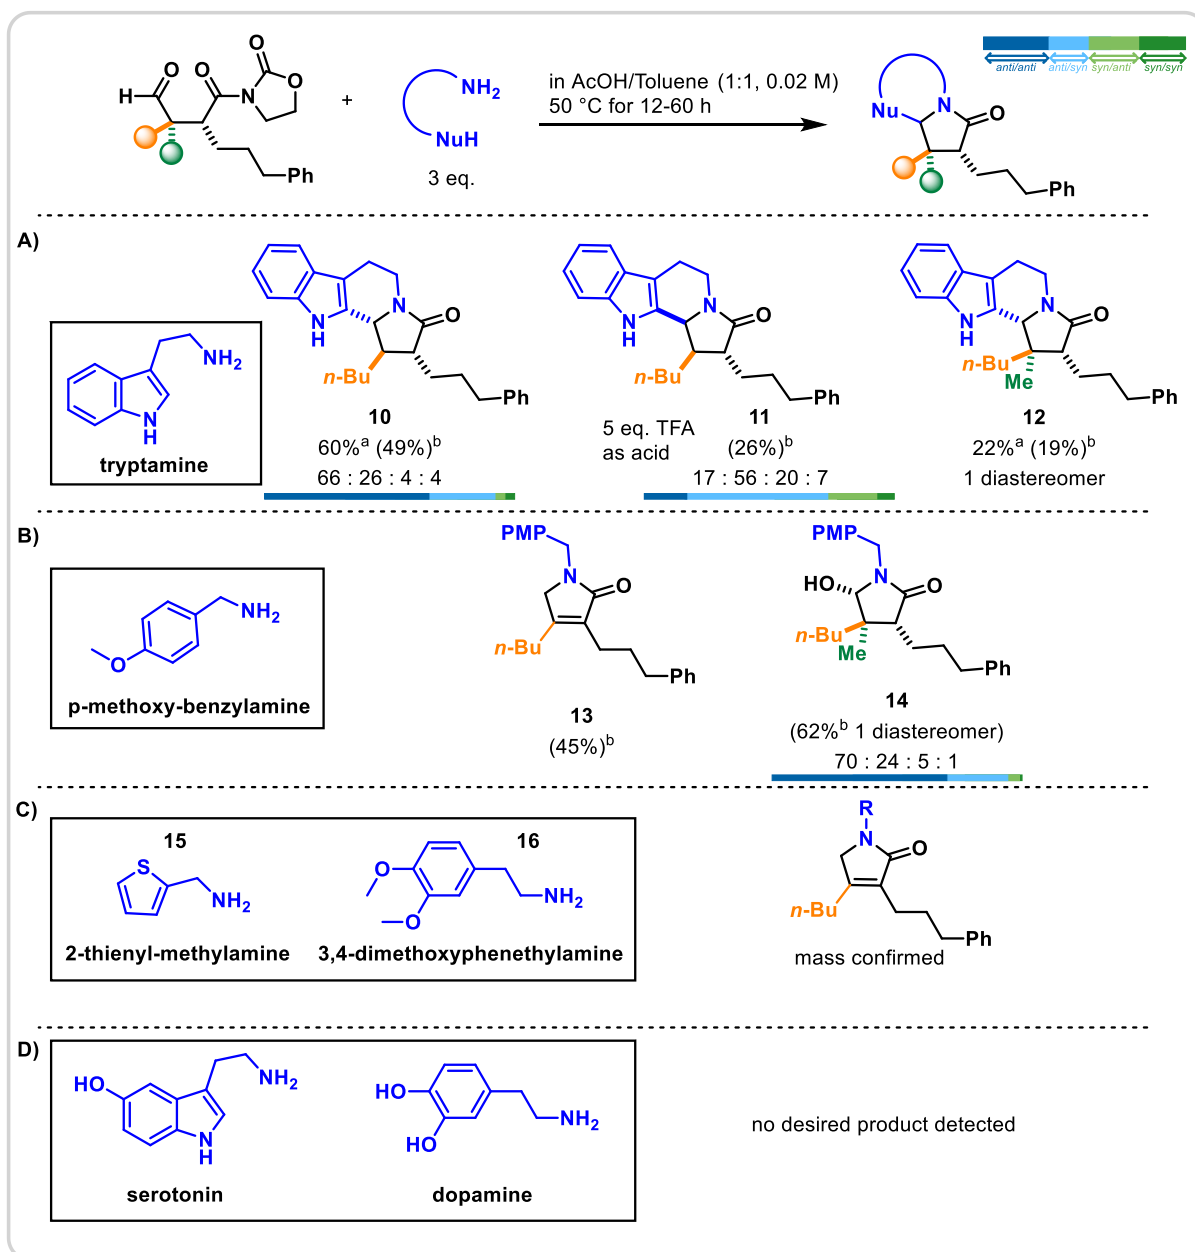 O
O
O
O
H
N
+
NH2
NuH
3 eq.
in AcOH/Toluene (1:1, 0.02 M)
50 °C for 12-60 h
Ph
Nu
N
O
Ph
anti/anti anti/syn syn/anti syn/syn
A)
NH2
N
H
tryptamine
N
O
N
H
n-Bu
Ph
10
60%a (49%)b
66 : 26 : 4 : 4
N
O
N
H
n-Bu
Ph
5 eq. TFA
as acid
11
(26%)b
17 : 56 : 20 : 7
N
O
N
H
n-Bu
Me
Ph
12
22%a (19%)b
1 diastereomer
B)
NH2
O
p-methoxy-benzylamine
PMP
N
O
n-Bu
Ph
13
(45%)b
PMP
HO
N
O
n-Bu
Me
Ph
14
(62%b 1 diastereomer)
70 : 24 : 5 : 1
C)
15
S
NH2
2-thienyl-methylamine
16
O
O
NH2
3,4-dimethoxyphenethylamine
R
N
O
n-Bu
Ph
mass confirmed
D)
HO
NH2
N
H
serotonin
HO
HO
NH2
dopamine
no desired product detected